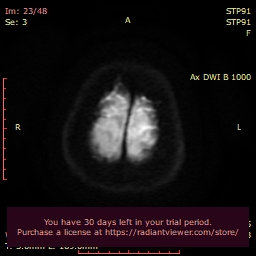 Im: 23/48
STP91
Se: 3
STP91
F
A
Ax DWI B 1000
R
L
You have 30 days left in your trial period.
Purchase a license at https://radiantviewer.com/store/